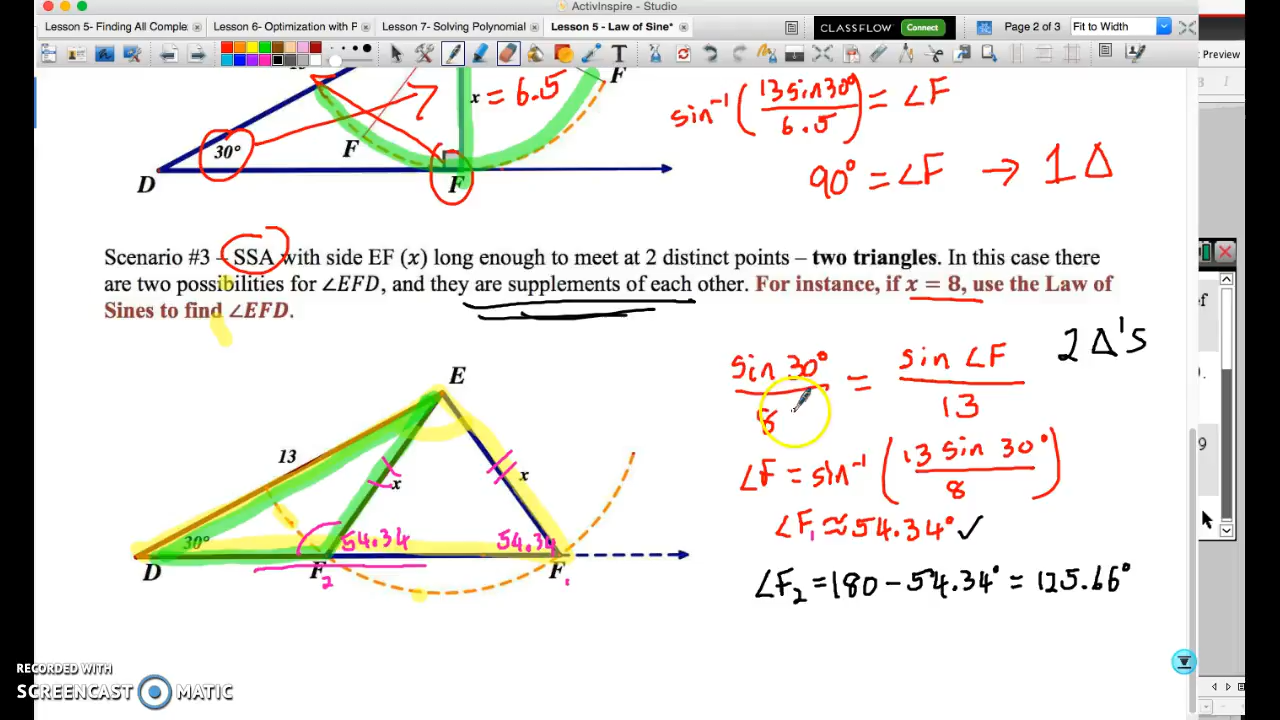 ActivInspire - Studio
Lesson 5- Finding All Comple
Lesson 6- Optimization with F
Lesson 7- Solving Polynomial
Lesson 5 - Law of Sine*
CLASSFLOW
Connect
Page 2 of 3
Fit to Width
Preview
x = 6.5
F
F
30°
D
F
sin⁻¹ (13 sin 30° / 6.5) = ∠F
90° = ∠F → 1 Δ
Scenario #3 – SSA with side EF (x) long enough to meet at 2 distinct points – two triangles. In this case there
are two possibilities for ∠EFD, and they are supplements of each other. For instance, if x = 8, use the Law of
Sines to find ∠EFD.
2 Δ's
sin 30° / 8 = sin ∠F / 13
∠F = sin⁻¹ (13 sin 30° / 8)
∠F₁ ≈ 54.34° ✓
∠F₂ = 180 - 54.34° = 125.66°
E
13
x
x
30°
54.34
54.34
D
F₂
F₁
RECORDED WITH
SCREENCAST MATIC